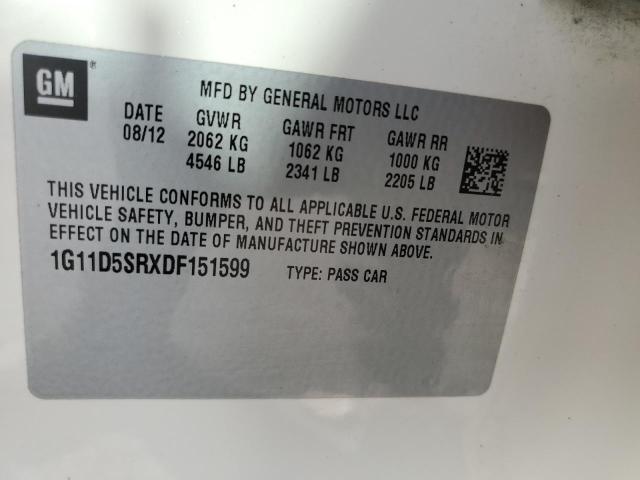 GM®
MFD BY GENERAL MOTORS LLC
DATE GVWR GAWR FRT GAWR RR
08/12 2062 KG 1062 KG 1000 KG
4546 LB 2341 LB 2205 LB
THIS VEHICLE CONFORMS TO ALL APPLICABLE U.S. FEDERAL MOTOR
VEHICLE SAFETY, BUMPER, AND THEFT PREVENTION STANDARDS IN
EFFECT ON THE DATE OF MANUFACTURE SHOWN ABOVE.
1G11D5SRXDF151599 TYPE: PASS CAR